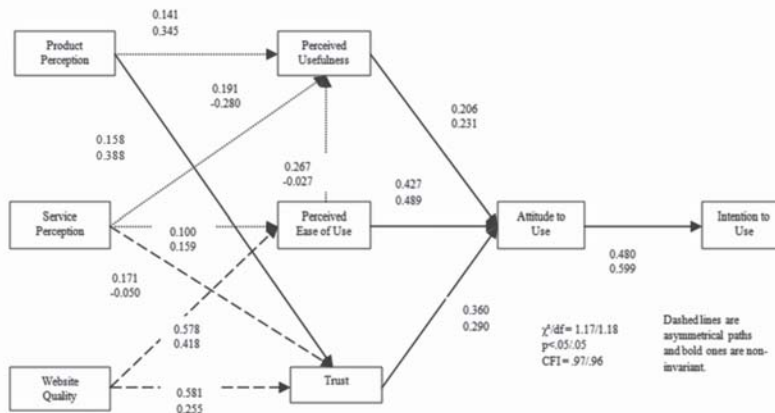 0.141
0.345
Product
Perception
Perceived
Usefulness
0.191
-0.280
0.206
0.231
0.158
0.388
0.267
-0.027
0.427
0.489
Service
Perception
0.100
0.159
Perceived
Ease of Use
Attitude to
Use
Intention to
Use
0.480
0.599
0.171
-0.050
0.360
0.290
0.578
0.418
χ²/df = 1.17/1.18
p<.05/.05
CFI = .97/.96
Dashed lines are
asymmetrical paths
and bold ones are non-
invariant.
Website
Quality
0.581
0.255
Trust